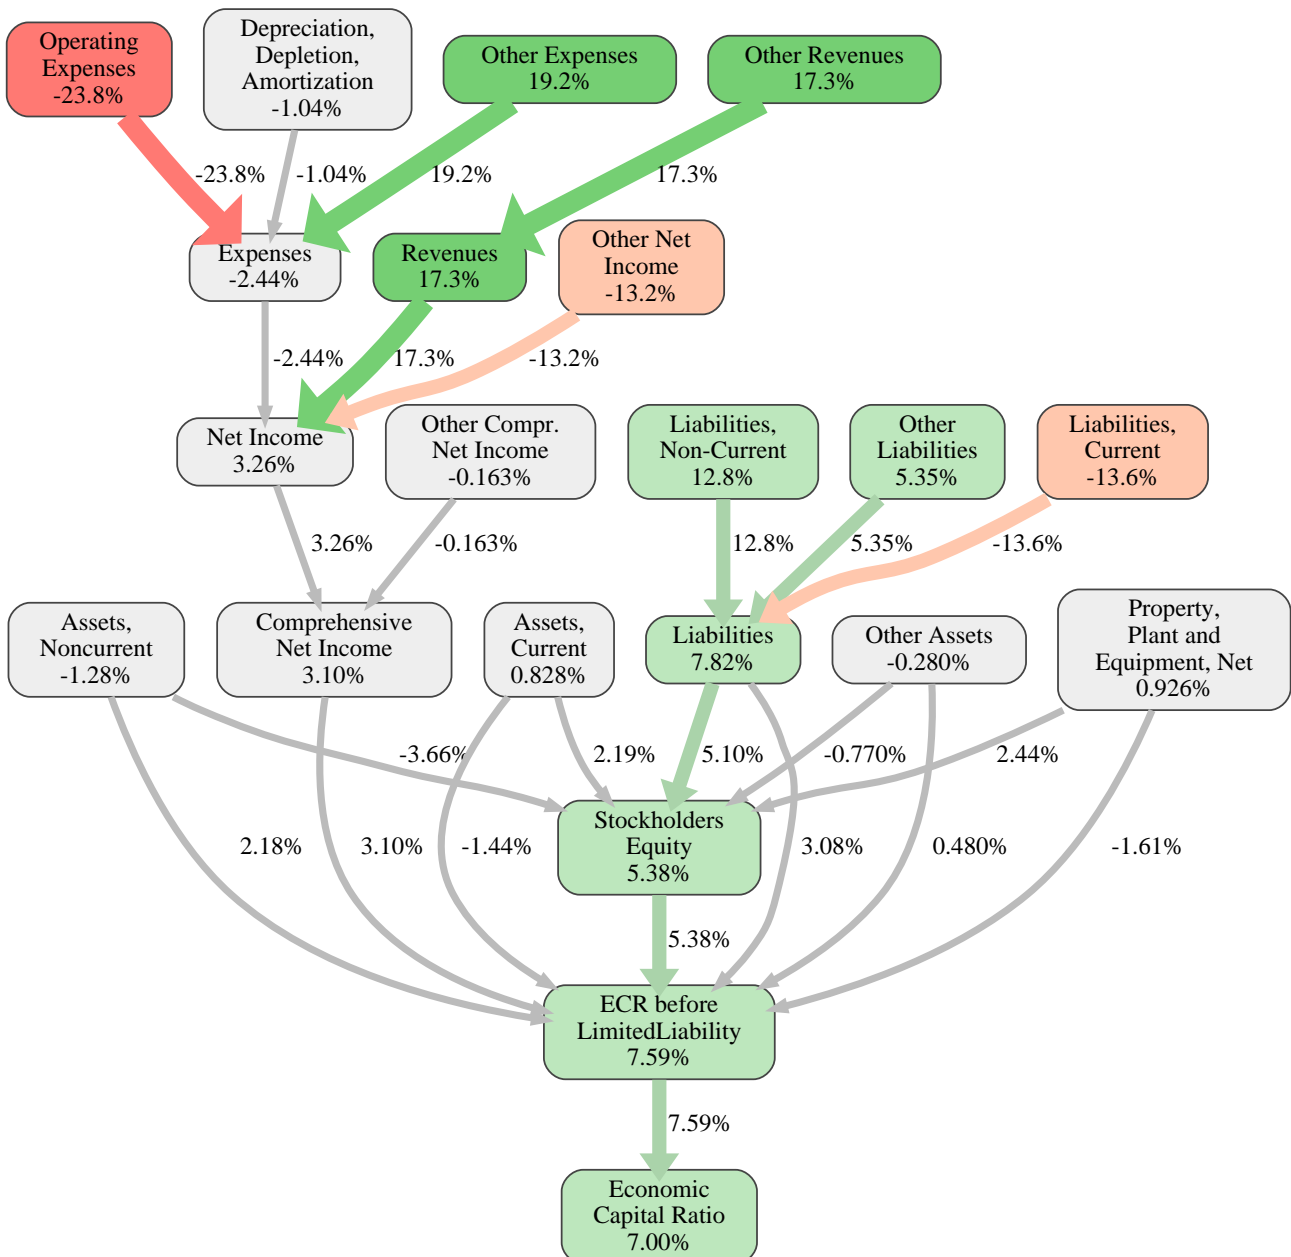 Operating
Expenses
-23.8%
Depreciation,
Depletion,
Amortization
-1.04%
Other Expenses
19.2%
Other Revenues
17.3%
-23.8%
-1.04%
19.2%
17.3%
Expenses
-2.44%
Revenues
17.3%
Other Net
Income
-13.2%
-2.44%
17.3%
-13.2%
Net Income
3.26%
Other Compr.
Net Income
-0.163%
Liabilities,
Non-Current
12.8%
Other
Liabilities
5.35%
Liabilities,
Current
-13.6%
3.26%
-0.163%
12.8%
5.35%
-13.6%
Assets,
Noncurrent
-1.28%
Comprehensive
Net Income
3.10%
Assets,
Current
0.828%
Liabilities
7.82%
Other Assets
-0.280%
Property,
Plant and
Equipment, Net
0.926%
-3.66%
2.19%
5.10%
-0.770%
2.44%
Stockholders
Equity
5.38%
2.18%
3.10%
-1.44%
3.08%
0.480%
-1.61%
5.38%
ECR before
LimitedLiability
7.59%
7.59%
Economic
Capital Ratio
7.00%